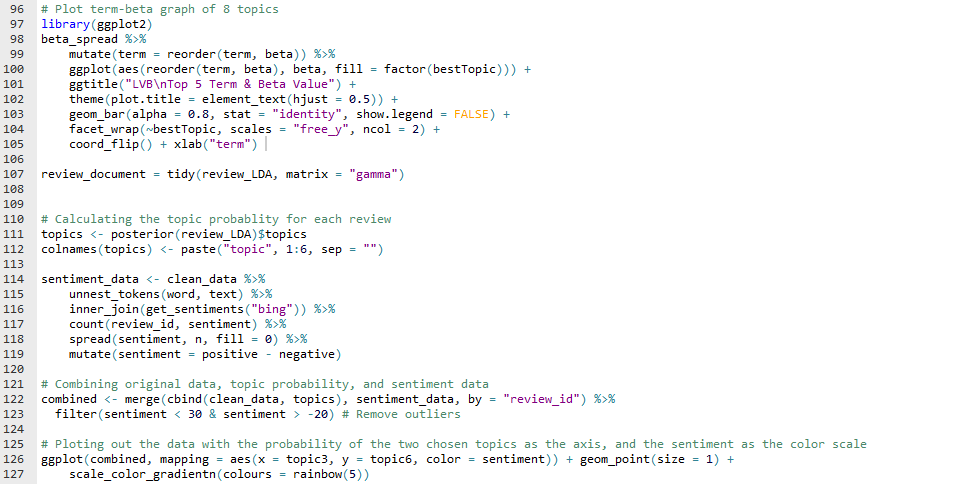 96 # Plot term-beta graph of 8 topics
97 library(ggplot2)
98 beta_spread %>%
99     mutate(term = reorder(term, beta)) %>%
100     ggplot(aes(reorder(term, beta), beta, fill = factor(bestTopic))) +
101     ggtitle("LVB\nTop 5 Term & Beta Value") +
102     theme(plot.title = element_text(hjust = 0.5)) +
103     geom_bar(alpha = 0.8, stat = "identity", show.legend = FALSE) +
104     facet_wrap(~bestTopic, scales = "free_y", ncol = 2) +
105     coord_flip() + xlab("term")
106
107 review_document = tidy(review_LDA, matrix = "gamma")
108
109
110 # Calculating the topic probablity for each review
111 topics <- posterior(review_LDA)$topics
112 colnames(topics) <- paste("topic", 1:6, sep = "")
113
114 sentiment_data <- clean_data %>%
115     unnest_tokens(word, text) %>%
116     inner_join(get_sentiments("bing")) %>%
117     count(review_id, sentiment) %>%
118     spread(sentiment, n, fill = 0) %>%
119     mutate(sentiment = positive - negative)
120
121 # Combining original data, topic probability, and sentiment data
122 combined <- merge(cbind(clean_data, topics), sentiment_data, by = "review_id") %>%
123   filter(sentiment < 30 & sentiment > -20) # Remove outliers
124
125 # Ploting out the data with the probability of the two chosen topics as the axis, and the sentiment as the color scale
126 ggplot(combined, mapping = aes(x = topic3, y = topic6, color = sentiment)) + geom_point(size = 1) +
127     scale_color_gradientn(colours = rainbow(5))